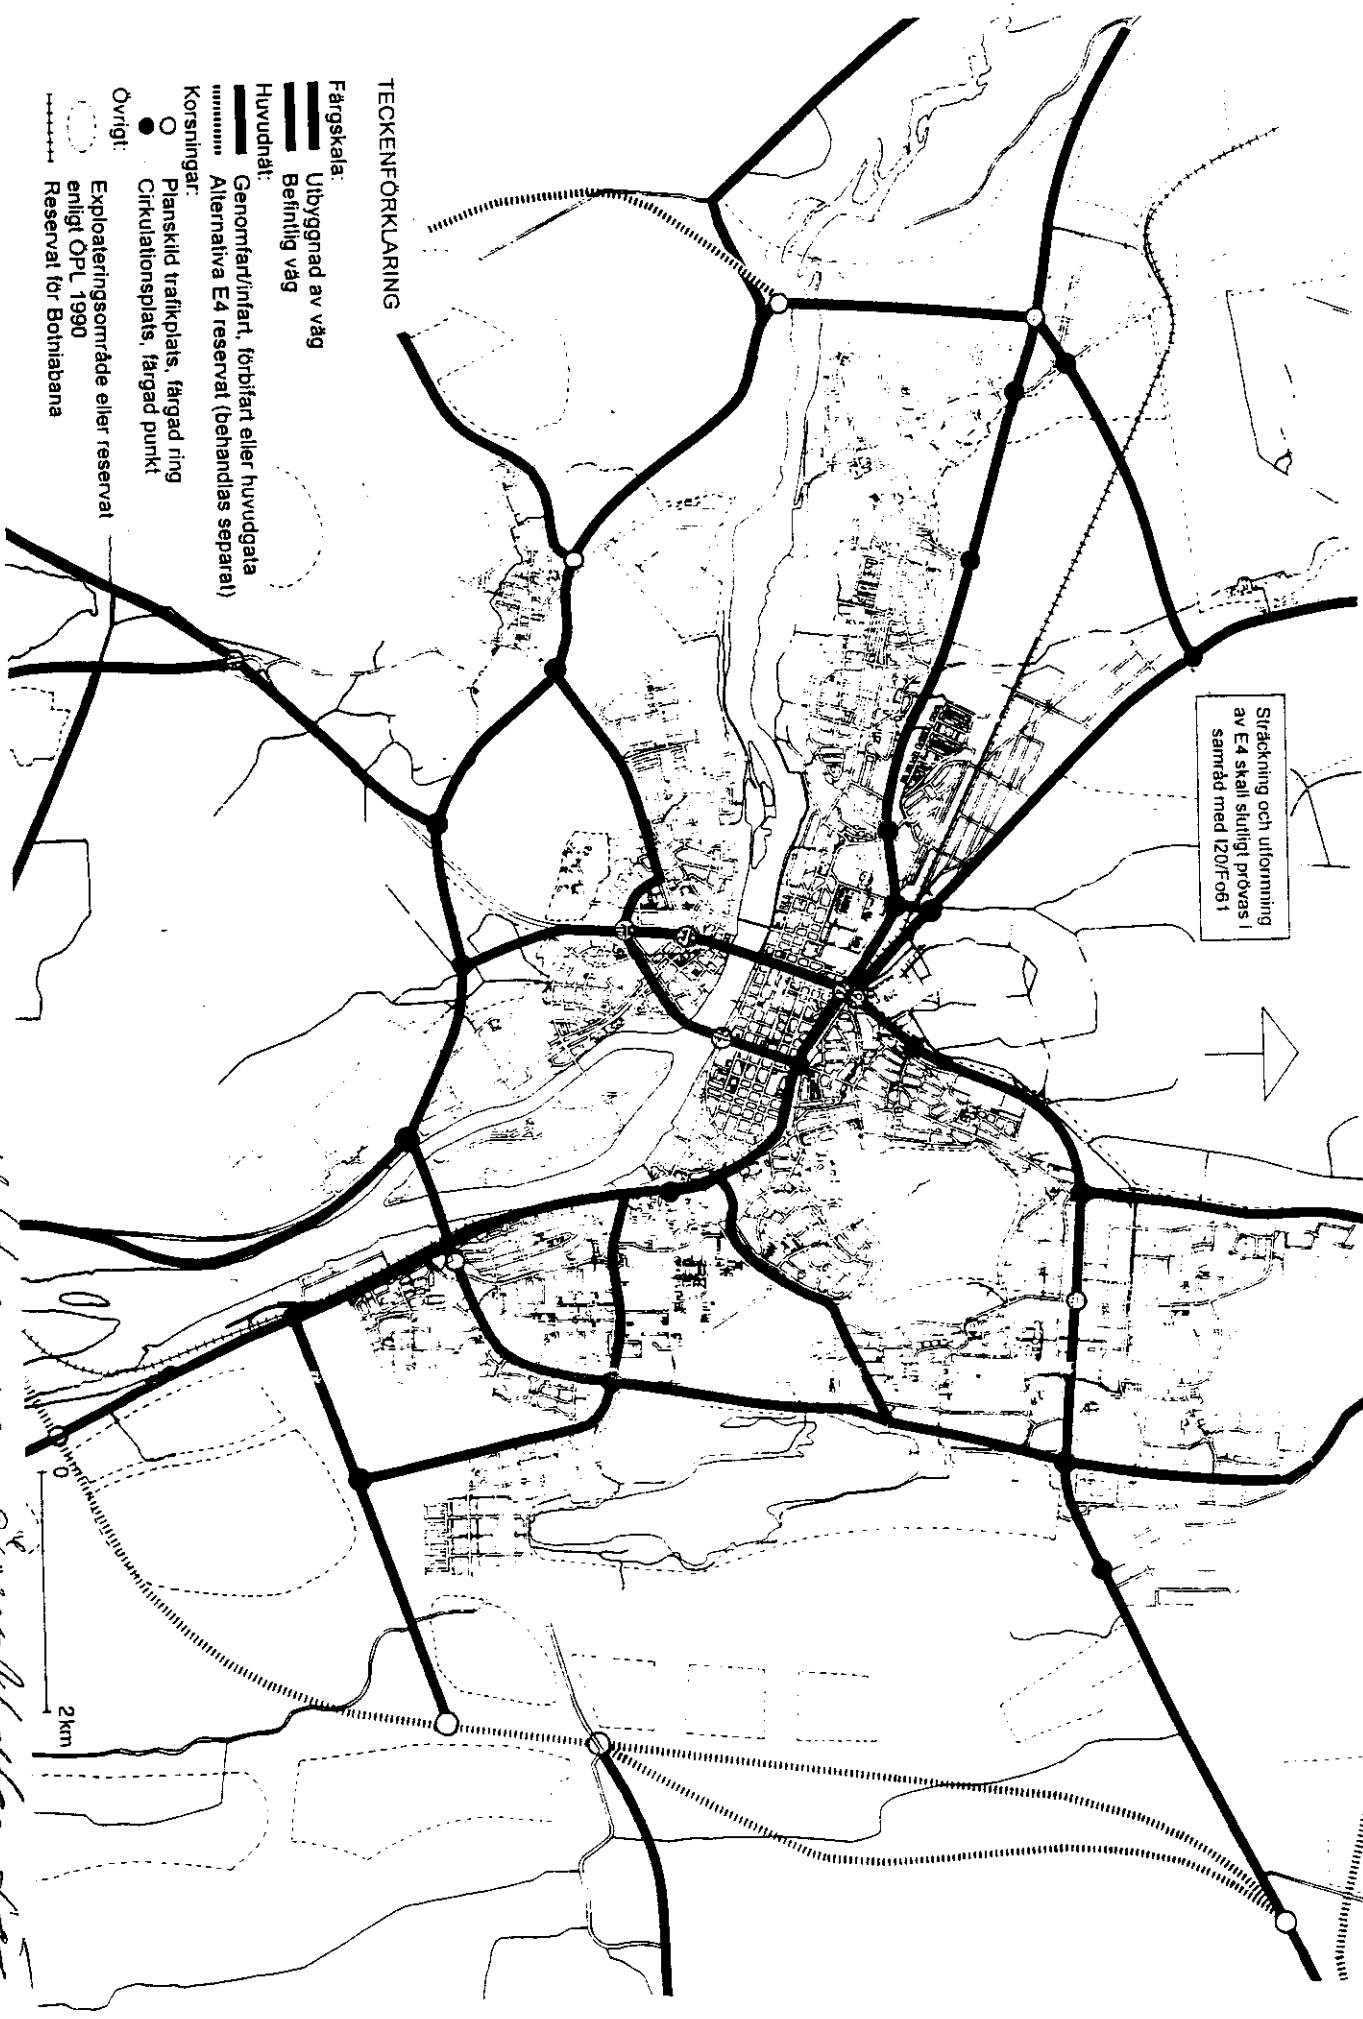 TECKENFÖRKLARING
Färgskala:
Utbyggnad av väg
Befintlig väg
Huvudnät:
Genomfart/infart, förbifart eller huvudgata
Alternativa E4 reservat (behandlas separat)
Korsningar:
Planskild trafikplats, färgad ring
Cirkulationsplats, färgad punkt
Övrigt:
Exploateringsområde eller reservat
enligt ÖPL 1990
Reservat för Botniabana
Sträckning och utformning
av E4 skall slutligt prövas i
samråd med I20/Fo61
0
2km